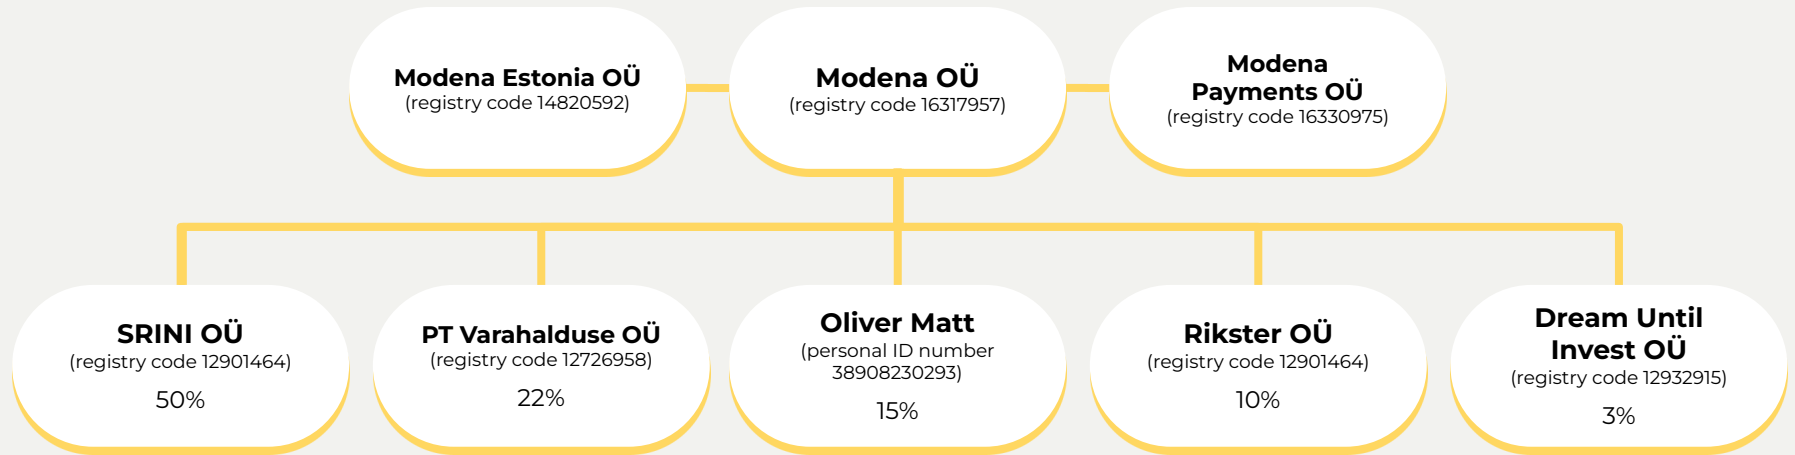 Modena Estonia OÜ
(registry code 14820592)
Modena OÜ
(registry code 16317957)
Modena
Payments OÜ
(registry code 16330975)
SRINI OÜ
(registry code 12901464)
50%
PT Varahalduse OÜ
(registry code 12726958)
22%
Oliver Matt
(personal ID number
38908230293)
15%
Rikster OÜ
(registry code 12901464)
10%
Dream Until
Invest OÜ
(registry code 12932915)
3%